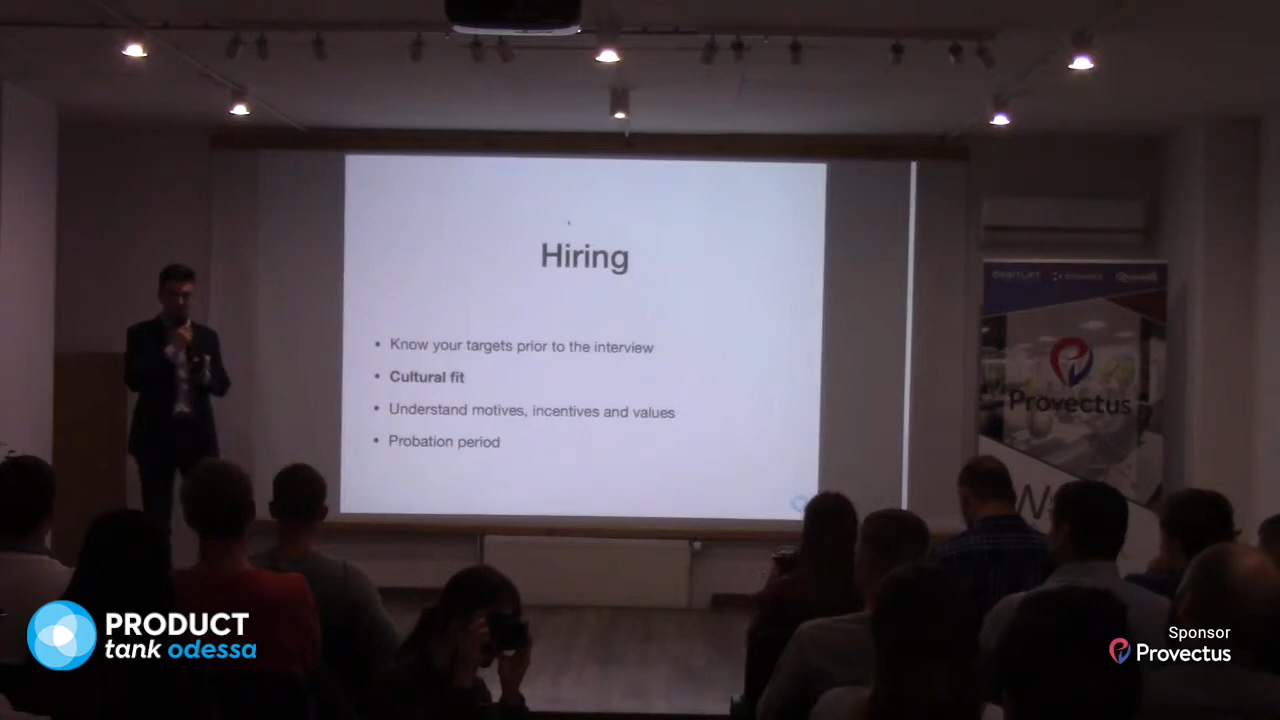 Hiring
• Know your targets prior to the interview
• Cultural fit
• Understand motives, incentives and values
• Probation period
Provectus
PRODUCT
tank odessa
Sponsor
Provectus